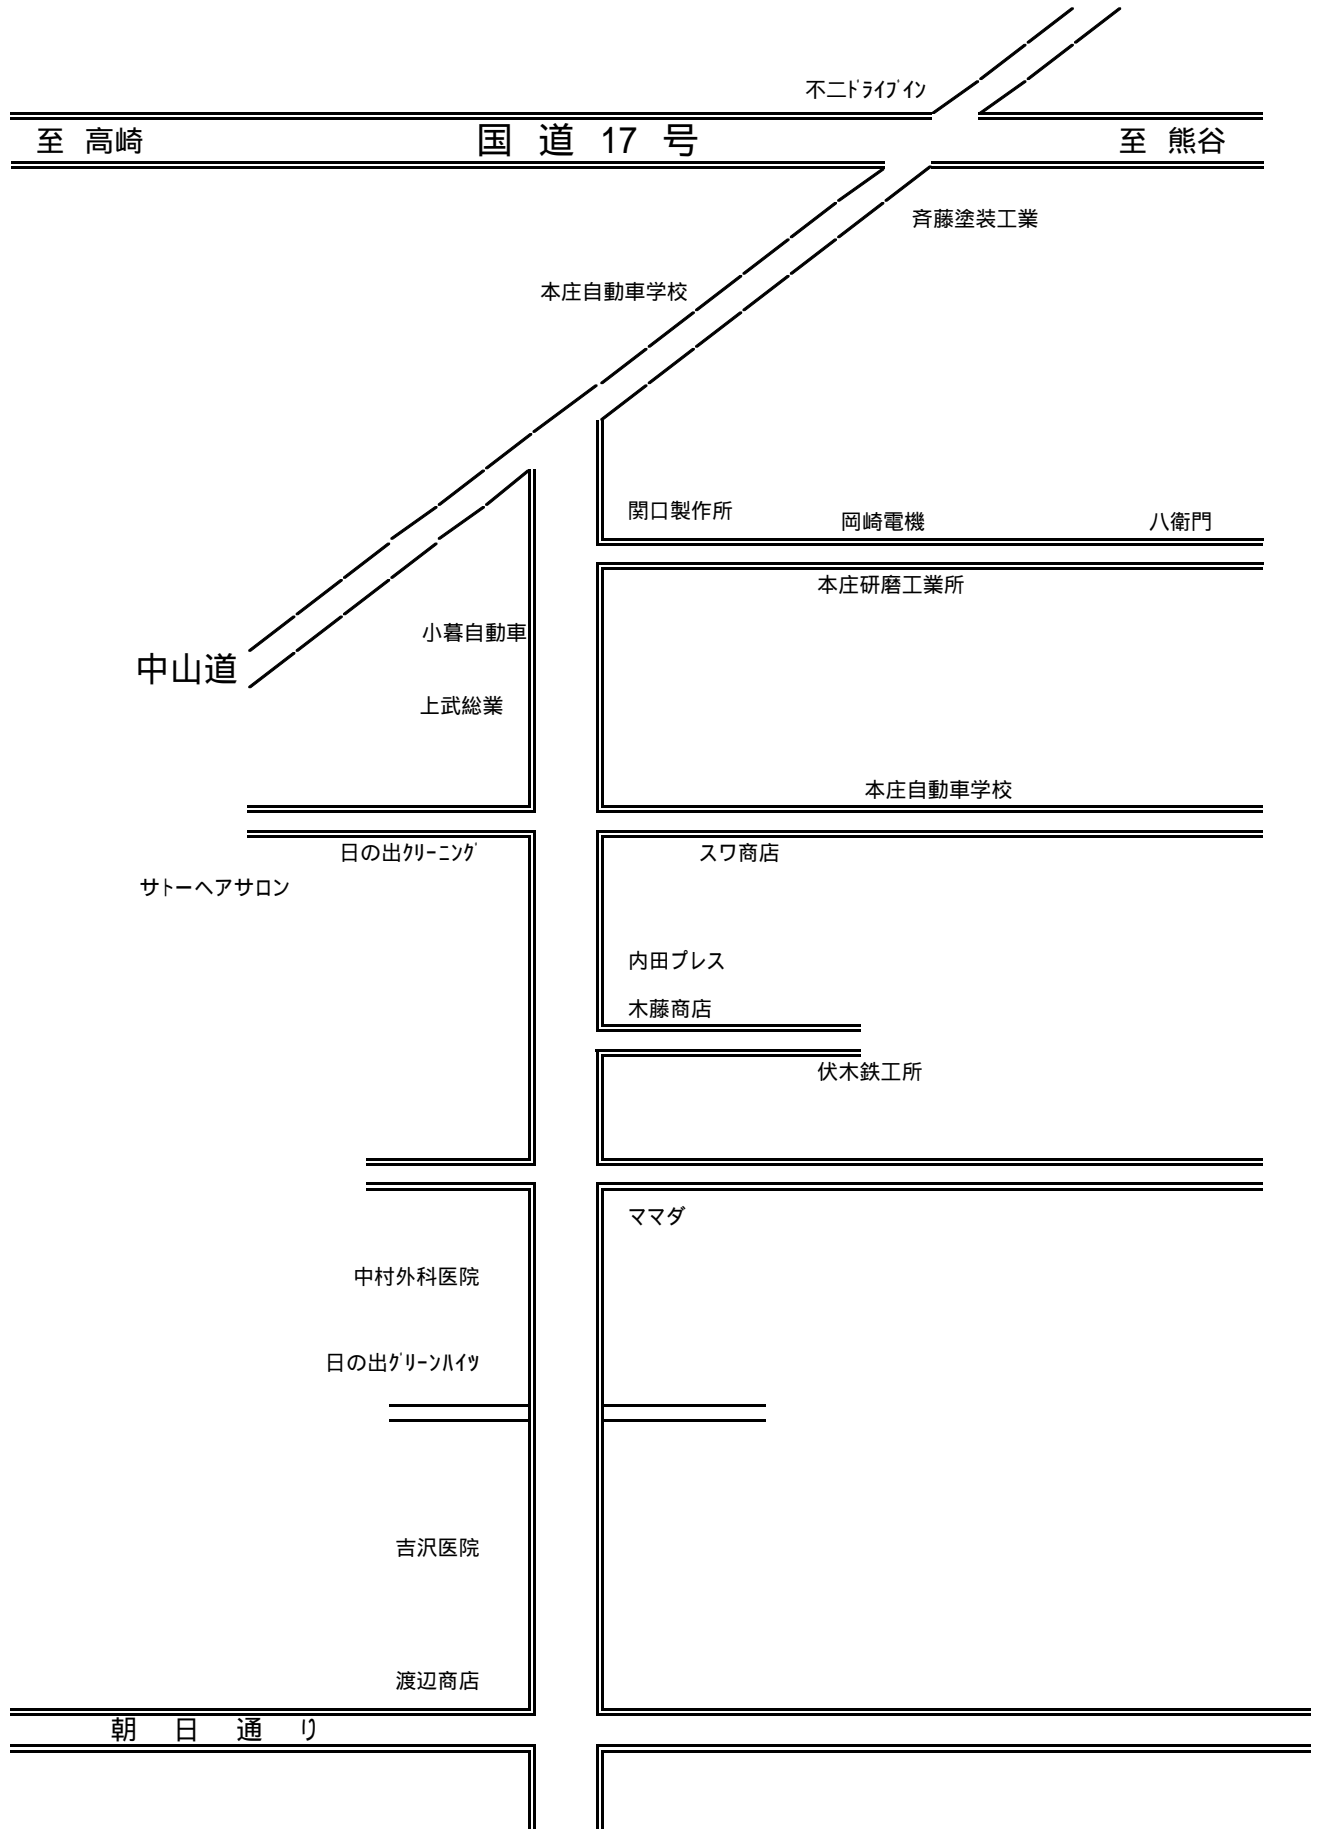 不二ﾄﾞﾗｲﾌﾞｲﾝ
至 高崎 国 道 17 号 至 熊谷
斉藤塗装工業
本庄自動車学校
関口製作所 岡崎電機 八衛門
本庄研磨工業所
小暮自動車
中山道
上武総業
本庄自動車学校
日の出ｸﾘｰﾆﾝｸﾞ スワ商店
サトーヘアサロン
内田プレス
木藤商店
伏木鉄工所
ママダ
中村外科医院
日の出ｸﾞﾘｰﾝﾊｲﾂ
吉沢医院
渡辺商店
朝 日 通 り